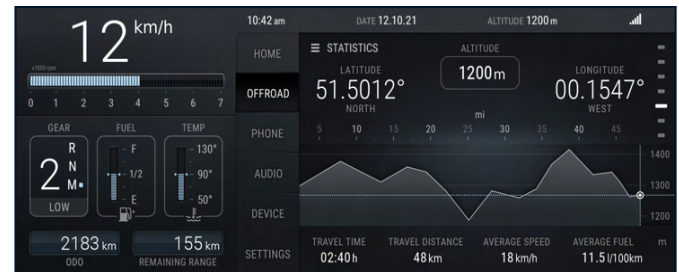 12 km/h
x1000 rpm
0 1 2 3 4 5 6 7
GEAR FUEL TEMP
2 R N M
LOW
F 1/2 E
130° 90° 50°
2183 km
ODO
155 km
REMAINING RANGE
10:42 am DATE 12.10.21 ALTITUDE 1200 m
HOME
OFFROAD
PHONE
AUDIO
DEVICE
SETTINGS
STATISTICS
LATITUDE
51.5012°
NORTH
ALTITUDE
1200 m
LONGITUDE
00.1547°
WEST
mi
5 10 15 20 25 30 35 40 45
1400
1300
1200
m
TRAVEL TIME TRAVEL DISTANCE AVERAGE SPEED AVERAGE FUEL
02:40 h 48 km 18 km/h 11.5 l/100km